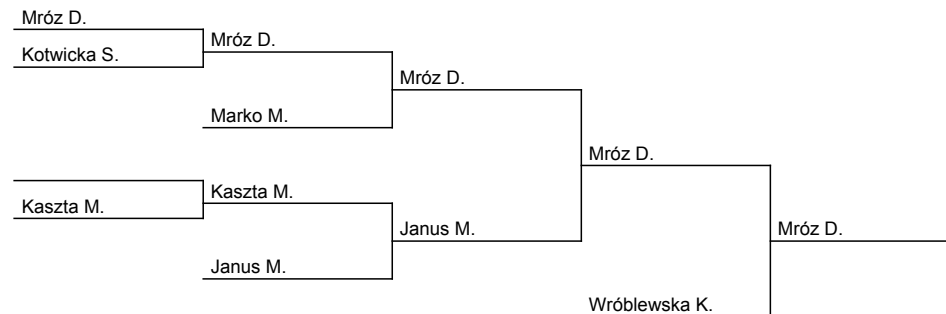 Mróz D.
Kotwicka S.
Mróz D.
Mróz D.
Marko M.
Mróz D.
Kaszta M.
Kaszta M.
Janus M.
Mróz D.
Janus M.
Wróblewska K.